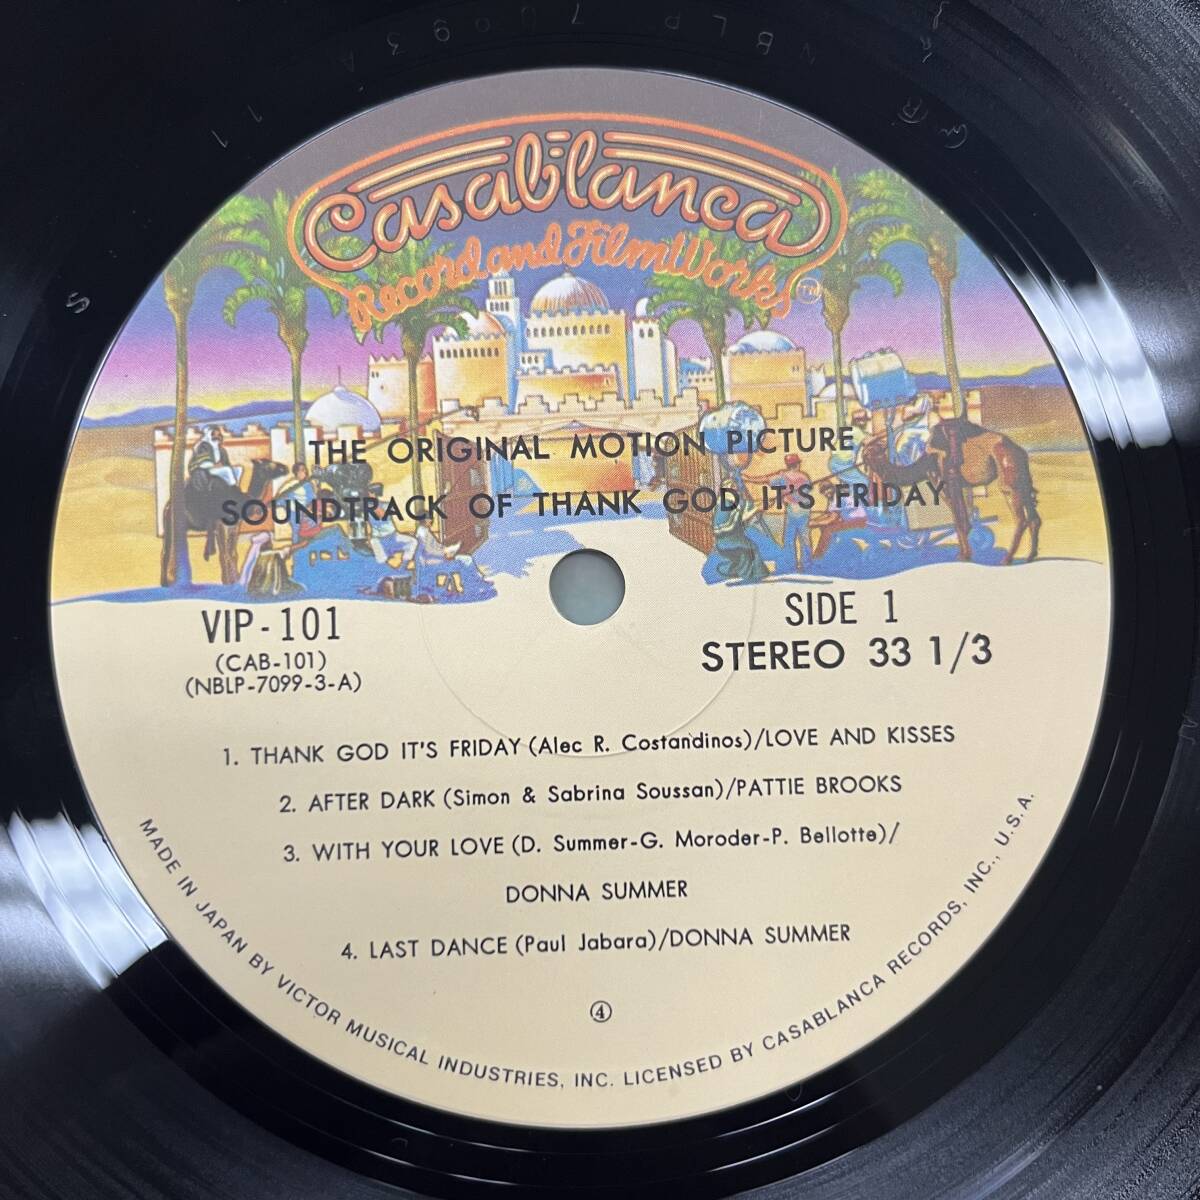 Casablanca
Record and FilmWorks TM
THE ORIGINAL MOTION PICTURE
SOUNDTRACK OF THANK GOD IT'S FRIDAY
VIP-101
(CAB-101)
(NBLP-7099-3-A)
SIDE 1
STEREO 33 1/3
1. THANK GOD IT'S FRIDAY (Alec R. Costandinos)/LOVE AND KISSES
2. AFTER DARK (Simon & Sabrina Soussan)/PATTIE BROOKS
3. WITH YOUR LOVE (D. Summer-G. Moroder-P. Bellotte)/
DONNA SUMMER
4. LAST DANCE (Paul Jabara)/DONNA SUMMER
④
MADE IN JAPAN BY VICTOR MUSICAL INDUSTRIES, INC. LICENSED BY CASABLANCA RECORDS, INC., U.S.A.